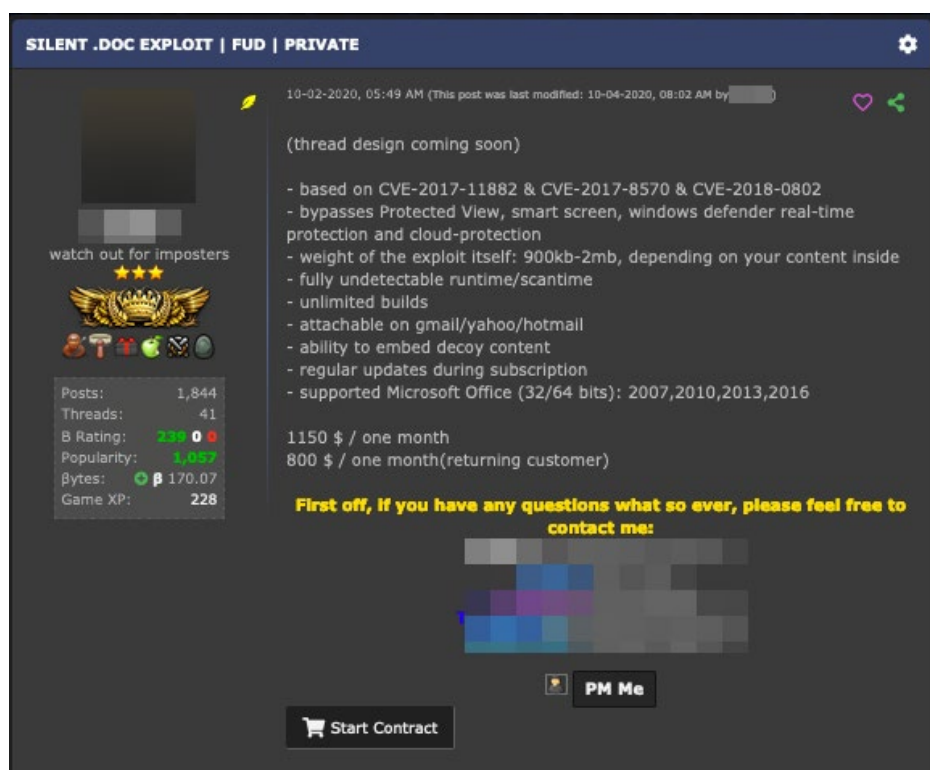 SILENT .DOC EXPLOIT | FUD | PRIVATE
10-02-2020, 05:49 AM (This post was last modified: 10-04-2020, 08:02 AM by )
(thread design coming soon)
- based on CVE-2017-11882 & CVE-2017-8570 & CVE-2018-0802
- bypasses Protected View, smart screen, windows defender real-time
protection and cloud-protection
- weight of the exploit itself: 900kb-2mb, depending on your content inside
- fully undetectable runtime/scantime
- unlimited builds
- attachable on gmail/yahoo/hotmail
- ability to embed decoy content
- regular updates during subscription
- supported Microsoft Office (32/64 bits): 2007,2010,2013,2016
1150 $ / one month
800 $ / one month(returning customer)
First off, If you have any questions what so ever, please feel free to
contact me:
PM Me
Start Contract
watch out for imposters
Posts: 1,844
Threads: 41
B Rating: 239 0 0
Popularity: 1,057
βytes: β 170.07
Game XP: 228